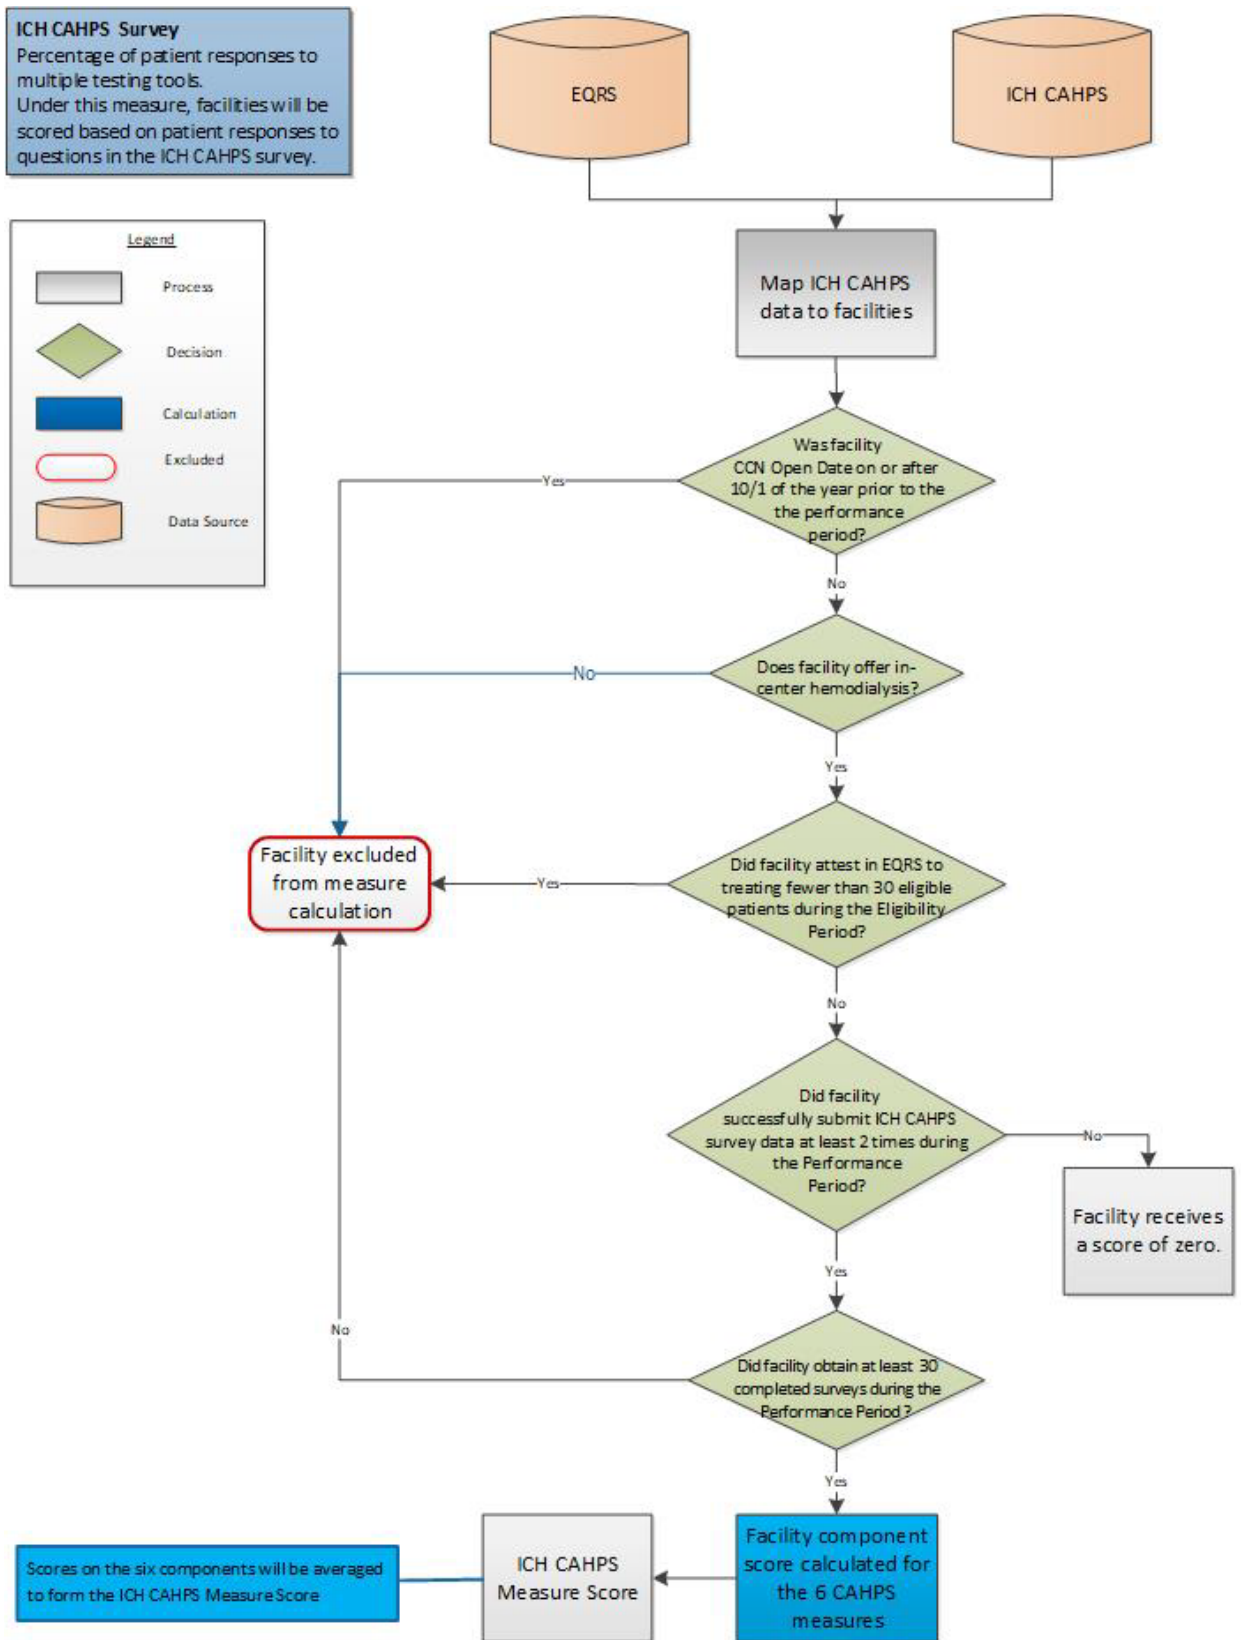 ICH CAHPS Survey
Percentage of patient responses to
multiple testing tools.
Under this measure, facilities will be
scored based on patient responses to
questions in the ICH CAHPS survey.
EQRS
ICH CAHPS
Legend
Process
Decision
Calculation
Excluded
Data Source
Map ICH CAHPS
data to facilities
Was facility
CCN Open Date on or after
10/1 of the year prior to the
the performance
period?
Yes
No
Does facility offer in-
center hemodialysis?
No
Yes
Did facility attest in EQRS to
treating fewer than 30 eligible
patients during the Eligibility
Period?
Yes
Facility excluded
from measure
calculation
No
Did facility
successfully submit ICH CAHPS
survey data at least 2 times during
the Performance
Period?
No
Facility receives
a score of zero.
Yes
Did facility obtain at least 30
completed surveys during the
Performance Period ?
No
Yes
Facility component
score calculated for
the 6 CAHPS
measures
ICH CAHPS
Measure Score
Scores on the six components will be averaged
to form the ICH CAHPS Measure Score